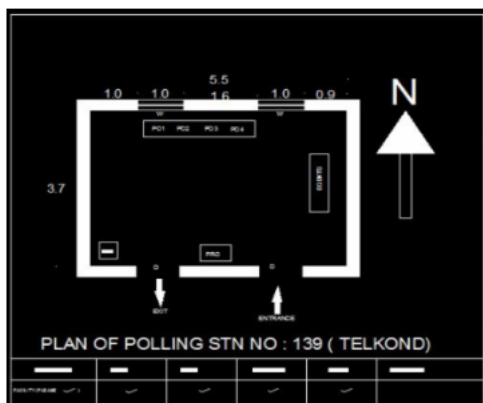 5.5
1.0 1.0 1.6 1.0 0.9
N
W W
PO1 PO2 PO3 PO4
3.7
PRO
D D
EXIT
ENTRANCE
PLAN OF POLLING STN NO : 139 ( TELKOND)